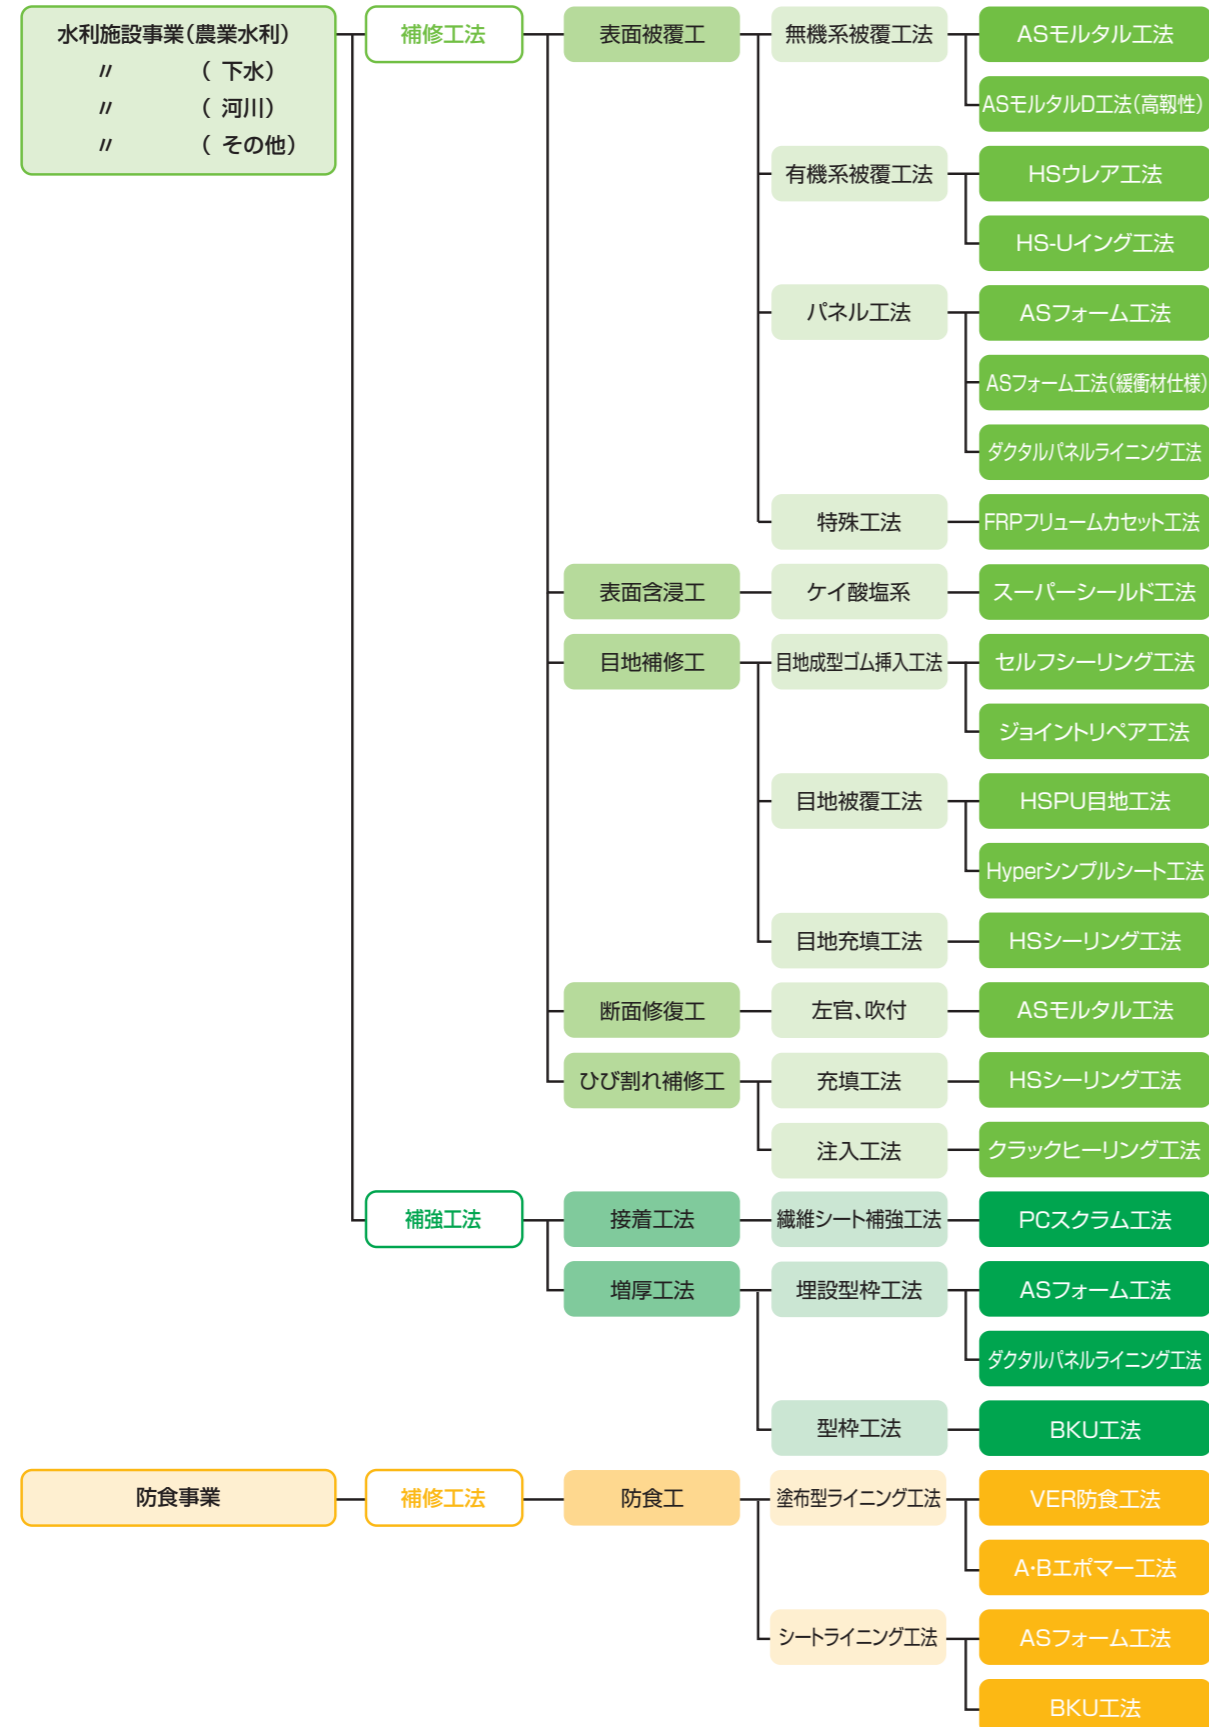 水利施設事業(農業水利)
〃 ( 下水)
〃 ( 河川)
〃 ( その他)
補修工法
表面被覆工
無機系被覆工法
ASモルタル工法
ASモルタルD工法(高靱性)
有機系被覆工法
HSウレア工法
HS-Uイング工法
パネル工法
ASフォーム工法
ASフォーム工法(緩衝材仕様)
ダクタルパネルライニング工法
特殊工法
FRPフリュームカセット工法
表面含浸工
ケイ酸塩系
スーパーシールド工法
目地補修工
目地成型ゴム挿入工法
セルフシーリング工法
ジョイントリペア工法
目地被覆工法
HSPU目地工法
Hyperシンプルシート工法
目地充填工法
HSシーリング工法
断面修復工
左官、吹付
ASモルタル工法
ひび割れ補修工
充填工法
HSシーリング工法
注入工法
クラックヒーリング工法
補強工法
接着工法
繊維シート補強工法
PCスクラム工法
増厚工法
埋設型枠工法
ASフォーム工法
ダクタルパネルライニング工法
型枠工法
BKU工法
防食事業
補修工法
防食工
塗布型ライニング工法
VER防食工法
A・Bエポマー工法
シートライニング工法
ASフォーム工法
BKU工法